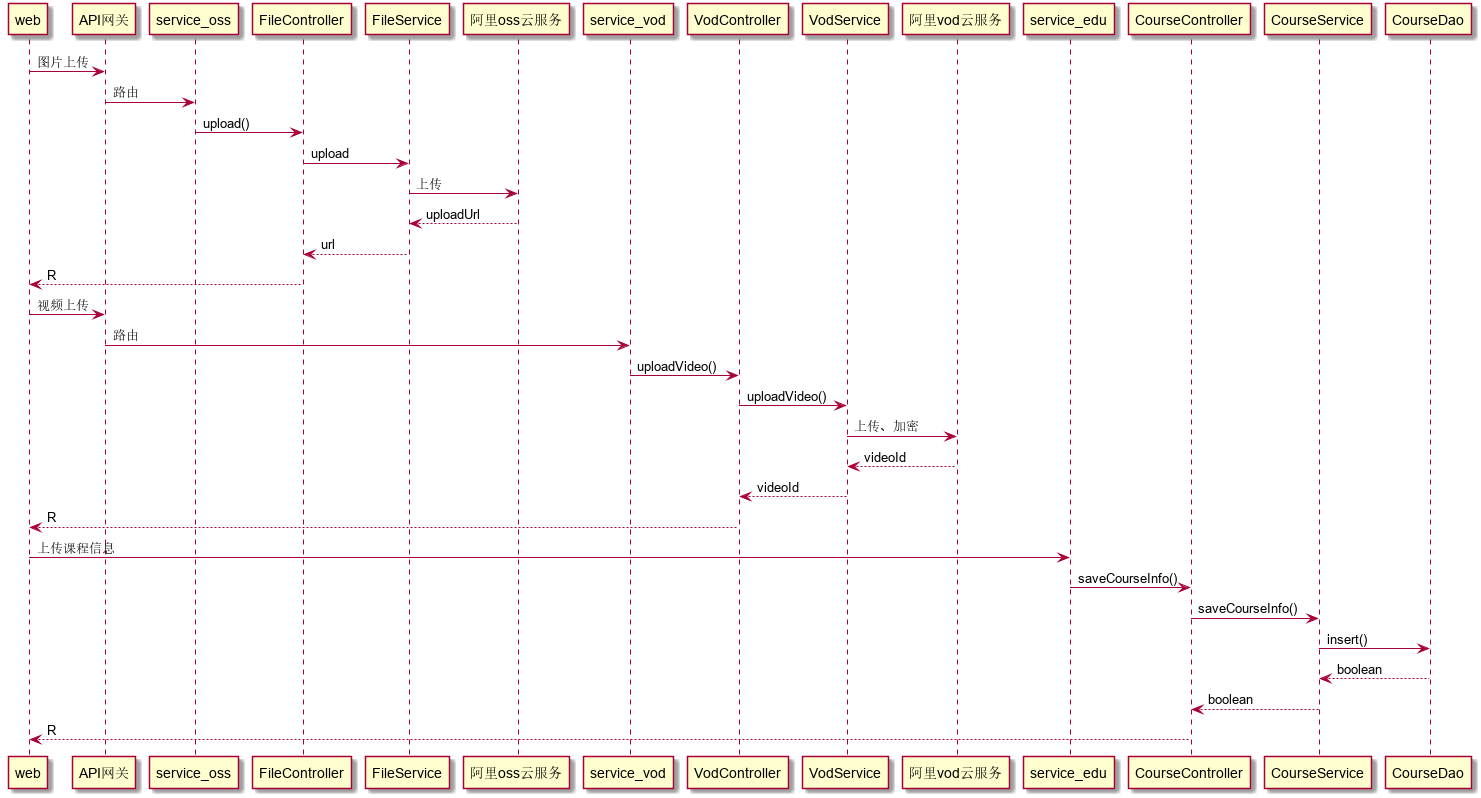 web API网关 service_oss FileController FileService 阿里oss云服务 service_vod VodController VodService 阿里vod云服务 service_edu CourseController CourseService CourseDao
图片上传
路由
upload()
upload
上传
uploadUrl
url
R
视频上传
路由
uploadVideo()
uploadVideo()
上传、加密
videoId
videoId
R
上传课程信息
saveCourseInfo()
saveCourseInfo()
insert()
boolean
boolean
R
web API网关 service_oss FileController FileService 阿里oss云服务 service_vod VodController VodService 阿里vod云服务 service_edu CourseController CourseService CourseDao